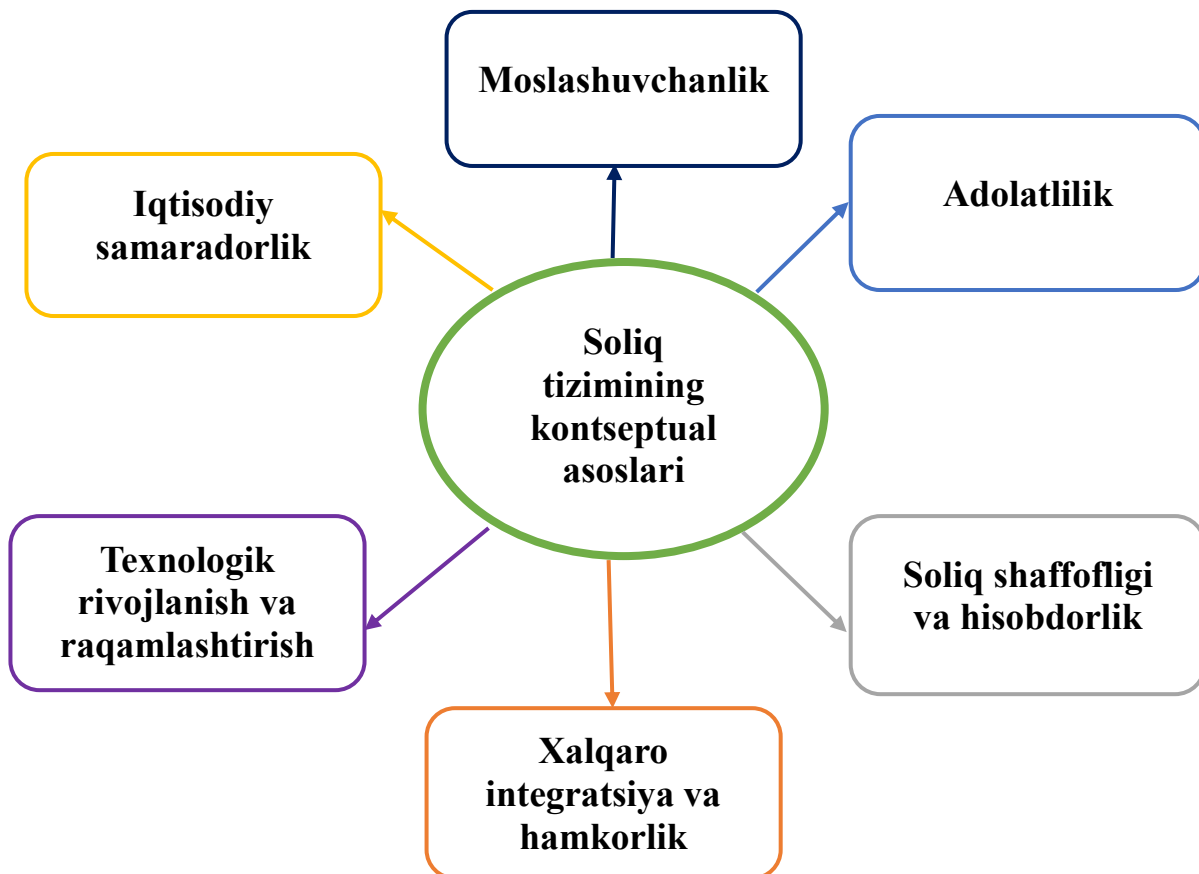 Moslashuvchanlik
Iqtisodiy
samaradorlik
Adolatlilik
Soliq
tizimining
kontseptual
asoslari
Texnologik
rivojlanish va
raqamlashtirish
Soliq shaffofligi
va hisobdorlik
Xalqaro
integratsiya va
hamkorlik